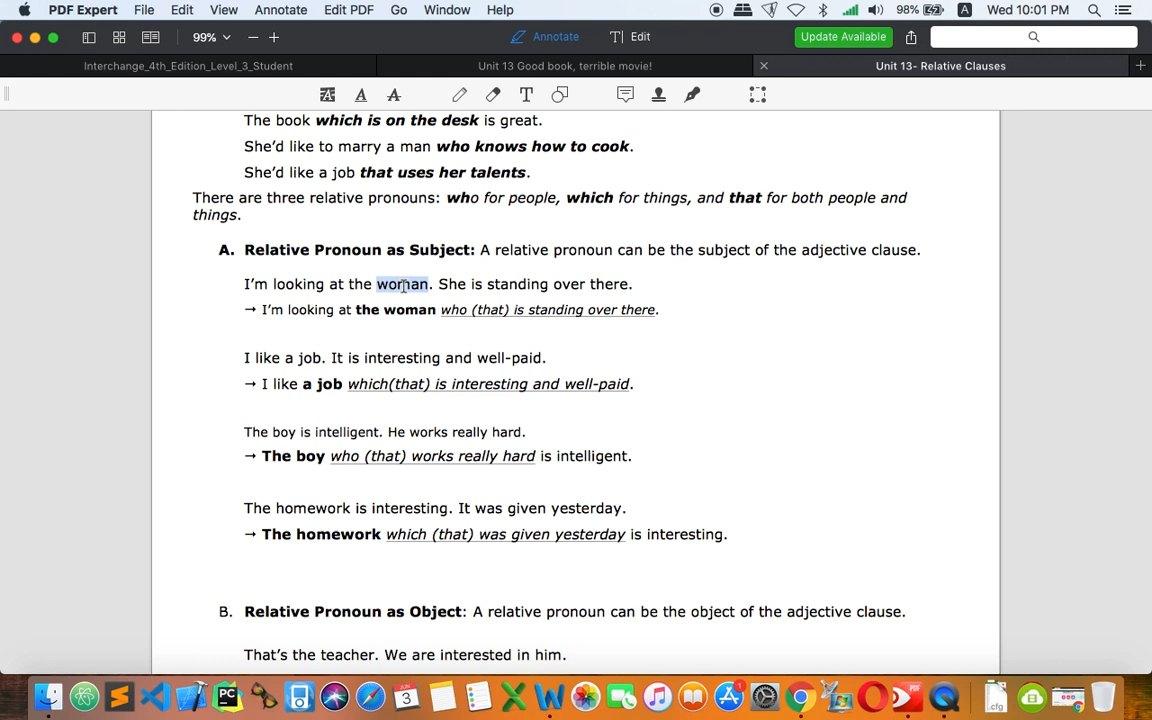 PDF Expert File Edit View Annotate Edit PDF Go Window Help 98% A Wed 10:01 PM
99% Annotate Edit Update Available
Interchange_4th_Edition_Level_3_Student Unit 13 Good book, terrible movie! Unit 13- Relative Clauses
The book which is on the desk is great.
She'd like to marry a man who knows how to cook.
She'd like a job that uses her talents.
There are three relative pronouns: who for people, which for things, and that for both people and
things.
A. Relative Pronoun as Subject: A relative pronoun can be the subject of the adjective clause.
I'm looking at the woman. She is standing over there.
→ I'm looking at the woman who (that) is standing over there.
I like a job. It is interesting and well-paid.
→ I like a job which(that) is interesting and well-paid.
The boy is intelligent. He works really hard.
→ The boy who (that) works really hard is intelligent.
The homework is interesting. It was given yesterday.
→ The homework which (that) was given yesterday is interesting.
B. Relative Pronoun as Object: A relative pronoun can be the object of the adjective clause.
That's the teacher. We are interested in him.
JUN
3
PC
1
PDF
.cfg